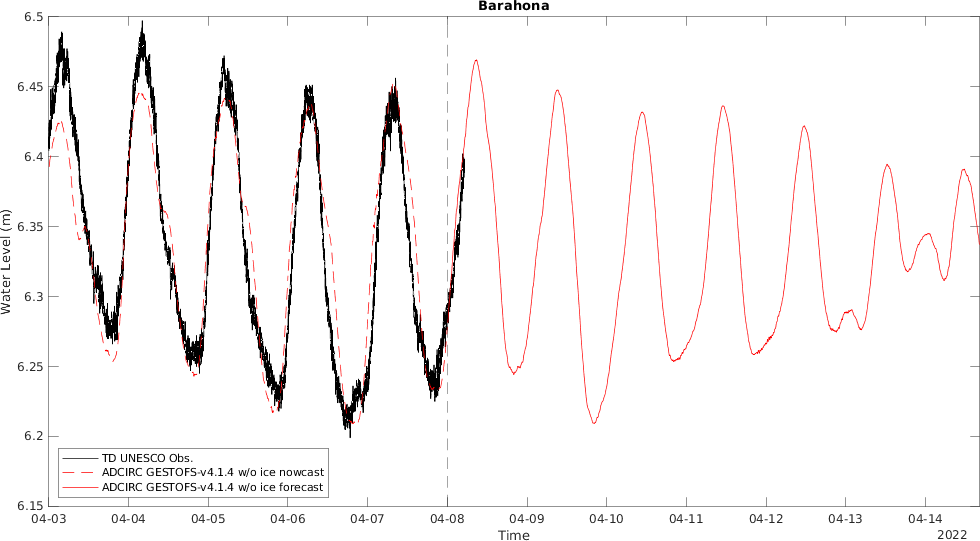 Barahona
6.5
6.45
6.4
6.35
6.3
6.25
6.2
6.15
Water Level (m)
TD UNESCO Obs.
ADCIRC GESTOFS-v4.1.4 w/o ice nowcast
ADCIRC GESTOFS-v4.1.4 w/o ice forecast
04-03 04-04 04-05 04-06 04-07 04-08 04-09 04-10 04-11 04-12 04-13 04-14
Time
2022